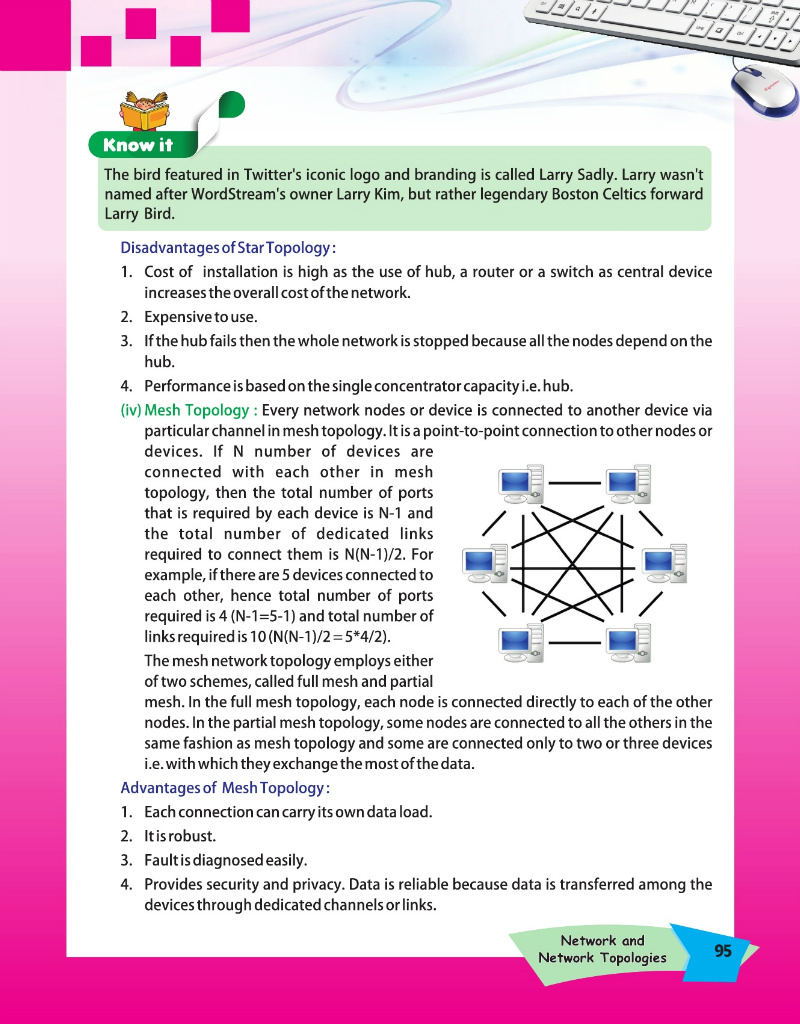 Know it
The bird featured in Twitter's iconic logo and branding is called Larry Sadly. Larry wasn't
named after WordStream's owner Larry Kim, but rather legendary Boston Celtics forward
Larry Bird.
Disadvantages of Star Topology :
1. Cost of installation is high as the use of hub, a router or a switch as central device
increases the overall cost of the network.
2. Expensive to use.
3. If the hub fails then the whole network is stopped because all the nodes depend on the
hub.
4. Performance is based on the single concentrator capacity i.e. hub.
(iv) Mesh Topology : Every network nodes or device is connected to another device via
particular channel in mesh topology. It is a point-to-point connection to other nodes or
devices. If N number of devices are
connected with each other in mesh
topology, then the total number of ports
that is required by each device is N-1 and
the total number of dedicated links
required to connect them is N(N-1)/2. For
example, if there are 5 devices connected to
each other, hence total number of ports
required is 4 (N-1=5-1) and total number of
links required is 10 (N(N-1)/2 = 5*4/2).
The mesh network topology employs either
of two schemes, called full mesh and partial
mesh. In the full mesh topology, each node is connected directly to each of the other
nodes. In the partial mesh topology, some nodes are connected to all the others in the
same fashion as mesh topology and some are connected only to two or three devices
i.e. with which they exchange the most of the data.
Advantages of Mesh Topology :
1. Each connection can carry its own data load.
2. It is robust.
3. Fault is diagnosed easily.
4. Provides security and privacy. Data is reliable because data is transferred among the
devices through dedicated channels or links.
Network and
Network Topologies
95